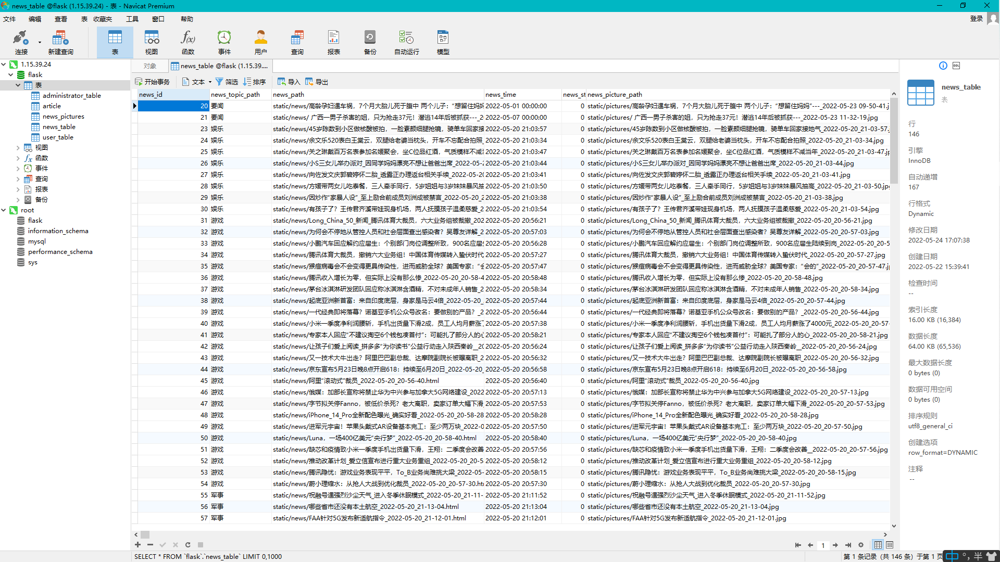 news_table @flask (1.15.39.24) - 表 - Navicat Premium
文件 编辑 查看 表 收藏夹 工具 窗口 帮助 登录
连接 新建查询 表 视图 函数 事件 用户 查询 报表 备份 自动运行 模型
1.15.39.24
flask
表
administrator_table
article
news_pictures
news_table
user_table
视图
函数
事件
查询
报表
备份
root
flask
information_schema
mysql
performance_schema
sys
对象 news_table @flask (1.15.39....
开始事务 文本 筛选 排序 导入 导出
news_id news_topic_path news_path news_time news_st news_picture_path
20 要闻 static/news/高龄孕妇遇车祸，7个月大胎儿死于腹中 两个儿子：“想留住妈妈 2022-05-01 00:00:00 0 static/pictures/高龄孕妇遇车祸，7个月大胎儿死于腹中 两个儿子：“想留住妈妈”---_2022-05-23 09-50-41.j
21 要闻 static/news/ 广西一男子杀害的姐，只为抢走37元！潜逃14年后被抓获---_2 2022-05-07 00:00:00 0 static/pictures/ 广西一男子杀害的姐，只为抢走37元！潜逃14年后被抓获---_2022-05-23 11-32-19.jpg
23 娱乐 static/news/45岁陈数到小区做核酸被拍，一脸素颜细腿抢镜，骑单车回家接 2022-05-20 21:03:57 0 static/pictures/45岁陈数到小区做核酸被拍，一脸素颜细腿抢镜，骑单车回家接地气_2022-05-20_21-03-57.
24 娱乐 static/news/余文乐520表白王棠云，双腿给老婆当枕头，开车不忘配合拍照_ 2022-05-20 21:03:34 0 static/pictures/余文乐520表白王棠云，双腿给老婆当枕头，开车不忘配合拍照_2022-05-20_21-03-34.jpg
25 娱乐 static/news/关之琳戴百万名表参加名媛聚会，坐C位品红酒，气质模样不减 2022-05-20 21:03:47 0 static/pictures/关之琳戴百万名表参加名媛聚会，坐C位品红酒，气质模样不减当年_2022-05-20_21-03-47.j
26 娱乐 static/news/小S三女儿举办派对_因同学妈妈漂亮不想让爸爸出席_2022-05- 2022-05-20 21:03:44 0 static/pictures/小S三女儿举办派对_因同学妈妈漂亮不想让爸爸出席_2022-05-20_21-03-44.jpg
27 娱乐 static/news/向佐发文庆郭碧婷怀二胎_透露正办理返台相关手续_2022-05-20 2022-05-20 21:03:41 0 static/pictures/向佐发文庆郭碧婷怀二胎_透露正办理返台相关手续_2022-05-20_21-03-41.jpg
28 娱乐 static/news/方媛带两女儿吃泰餐，三人牵手同行，5岁姐姐与3岁妹妹暴风抽 2022-05-20 21:03:50 0 static/pictures/方媛带两女儿吃泰餐，三人牵手同行，5岁姐姐与3岁妹妹暴风抽高_2022-05-20_21-03-50.jp
29 娱乐 static/news/因炒作“家暴人设”_至上励合前成员刘洲成被禁言_2022-05-20_2 2022-05-20 21:03:38 0 static/pictures/因炒作“家暴人设”_至上励合前成员刘洲成被禁言_2022-05-20_21-03-38.jpg
30 娱乐 static/news/有孩子了？王传君齐溪带娃现身机场，两人抚摸孩子温柔慈爱_2 2022-05-20 21:03:54 0 static/pictures/有孩子了？王传君齐溪带娃现身机场，两人抚摸孩子温柔慈爱_2022-05-20_21-03-54.jpg
31 游戏 static/news/Long_China_50_新闻_腾讯体育大裁员，六大业务组被裁撤_202 2022-05-20 20:56:21 0 static/pictures/Long_China_50_新闻_腾讯体育大裁员，六大业务组被裁撤_2022-05-20_20-56-21.jpg
32 游戏 static/news/为何会不停地从管控人员和社会层面查出感染者？吴尊友详解_2 2022-05-20 20:57:03 0 static/pictures/为何会不停地从管控人员和社会层面查出感染者？吴尊友详解_2022-05-20_20-57-03.jpg
33 游戏 static/news/小鹏汽车回应解约应届生：个别部门岗位调整所致，900名应届 2022-05-20 20:56:28 0 static/pictures/小鹏汽车回应解约应届生：个别部门岗位调整所致，900名应届生陆续到岗_2022-05-20_20-5
34 游戏 static/news/腾讯体育大裁员，撤销六大业务组！中国体育传媒转入蛰伏时代 2022-05-20 20:57:27 0 static/pictures/腾讯体育大裁员，撤销六大业务组！中国体育传媒转入蛰伏时代_2022-05-20_20-57-27.jpg
35 游戏 static/news/猴痘病毒会不会变得更具传染性，进而威胁全球？美国专家：“会 2022-05-20 20:57:47 0 static/pictures/猴痘病毒会不会变得更具传染性，进而威胁全球？美国专家：“会的”_2022-05-20_20-57-47.j
36 游戏 static/news/腾讯收入增长为零，但实际上没有那么惨_2022-05-20_20-58-4 2022-05-20 20:58:48 0 static/pictures/腾讯收入增长为零，但实际上没有那么惨_2022-05-20_20-58-48.jpg
37 游戏 static/news/茅台冰淇淋研发团队回应称冰淇淋含酒精，不对未成年人销售_2 2022-05-20 20:58:34 0 static/pictures/茅台冰淇淋研发团队回应称冰淇淋含酒精，不对未成年人销售_2022-05-20_20-58-34.jpg
38 游戏 static/news/起底亚洲新首富：来自印度底层，身家是马云4倍_2022-05-20_ 2022-05-20 20:57:44 0 static/pictures/起底亚洲新首富：来自印度底层，身家是马云4倍_2022-05-20_20-57-44.jpg
39 游戏 static/news/一代经典即将落幕？诺基亚手机公众号改名：要做别的产品？_2 2022-05-20 20:56:44 0 static/pictures/一代经典即将落幕？诺基亚手机公众号改名：要做别的产品？_2022-05-20_20-56-44.jpg
40 游戏 static/news/小米一季度净利润腰斩，手机出货量下滑2成，员工人均月薪涨了 2022-05-20 20:57:38 0 static/pictures/小米一季度净利润腰斩，手机出货量下滑2成，员工人均月薪涨了4000元_2022-05-20_20-57-
41 游戏 static/news/专家本人回应“不建议掏空6个钱包凑首付”：可能扎了部分人的心 2022-05-20 20:58:21 0 static/pictures/专家本人回应“不建议掏空6个钱包凑首付”：可能扎了部分人的心_2022-05-20_20-58-21.jpg
42 游戏 static/news/让孩子们爱上阅读_拼多多“为你读书”公益行动走入陕西秦岭__20 2022-05-20 20:56:24 0 static/pictures/让孩子们爱上阅读_拼多多“为你读书”公益行动走入陕西秦岭__2022-05-20_20-56-24.jpg
43 游戏 static/news/又一技术大牛出走？阿里巴巴副总裁、达摩院副院长被曝离职_2 2022-05-20 20:56:32 0 static/pictures/又一技术大牛出走？阿里巴巴副总裁、达摩院副院长被曝离职_2022-05-20_20-56-32.jpg
44 游戏 static/news/京东宣布5月23日晚8点开启618：持续至6月20日_2022-05-20_ 2022-05-20 20:56:58 0 static/pictures/京东宣布5月23日晚8点开启618：持续至6月20日_2022-05-20_20-56-58.jpg
45 游戏 static/news/阿里“滚动式”裁员_2022-05-20_20-56-40.html 2022-05-20 20:56:40 0 static/pictures/阿里“滚动式”裁员_2022-05-20_20-56-40.jpg
46 游戏 static/news/俄媒：加部长宣称将禁止华为中兴参与加拿大5G网络建设_2022 2022-05-20 20:57:13 0 static/pictures/俄媒：加部长宣称将禁止华为中兴参与加拿大5G网络建设_2022-05-20_20-57-13.jpg
47 游戏 static/news/字节拟关停Fanno，被低价杀死？老大离职，卖家订单大幅下滑_ 2022-05-20 20:57:53 0 static/pictures/字节拟关停Fanno，被低价杀死？老大离职，卖家订单大幅下滑_2022-05-20_20-57-53.jpg
48 游戏 static/news/iPhone_14_Pro全新配色曝光_确实好看_2022-05-20_20-58-28.l 2022-05-20 20:58:28 0 static/pictures/iPhone_14_Pro全新配色曝光_确实好看_2022-05-20_20-58-28.jpg
49 游戏 static/news/进军元宇宙！苹果头戴式AR设备基本完工：至少两万块_2022-0 2022-05-20 20:57:50 0 static/pictures/进军元宇宙！苹果头戴式AR设备基本完工：至少两万块_2022-05-20_20-57-50.jpg
50 游戏 static/news/Luna，一场400亿美元“央行梦”_2022-05-20_20-58-40.html 2022-05-20 20:58:40 0 static/pictures/Luna，一场400亿美元“央行梦”_2022-05-20_20-58-40.jpg
51 游戏 static/news/缺芯和疫情致小米一季度手机出货量下滑，王翔：二季度会改善_ 2022-05-20 20:57:56 0 static/pictures/缺芯和疫情致小米一季度手机出货量下滑，王翔：二季度会改善__2022-05-20_20-57-56.jpg
52 游戏 static/news/推动改革计划_爱立信宣布进行重大业务重组_2022-05-20_20-5 2022-05-20 20:58:12 0 static/pictures/推动改革计划_爱立信宣布进行重大业务重组_2022-05-20_20-58-12.jpg
53 游戏 static/news/腾讯隐忧：游戏业务表现平平，To_B业务尚难挑大梁_2022-05- 2022-05-20 20:58:15 0 static/pictures/腾讯隐忧：游戏业务表现平平，To_B业务尚难挑大梁_2022-05-20_20-58-15.jpg
54 游戏 static/news/蔚小理缩水：从抢人大战到优化裁员_2022-05-20_20-57-30.ht 2022-05-20 20:57:30 0 static/pictures/蔚小理缩水：从抢人大战到优化裁员_2022-05-20_20-57-30.jpg
55 军事 static/news/祝融号遇强烈沙尘天气_进入冬季休眠模式_2022-05-20_21-11- 2022-05-20 21:11:52 0 static/pictures/祝融号遇强烈沙尘天气_进入冬季休眠模式_2022-05-20_21-11-52.jpg
56 军事 static/news/哪些省市还没有本土航空_2022-05-20_21-13-04.html 2022-05-20 21:13:04 0 static/pictures/哪些省市还没有本土航空_2022-05-20_21-13-04.jpg
57 军事 static/news/FAA针对5G发布新适航指令_2022-05-20_21-12-01.html 2022-05-20 21:12:01 0 static/pictures/FAA针对5G发布新适航指令_2022-05-20_21-12-01.jpg
1
SELECT * FROM `flask`.`news_table` LIMIT 0,1000
第 1 条记录（共 146 条）于第 1 页
中 °, 半
DDL
news_table
表
行
146
引擎
InnoDB
自动递增
167
行格式
Dynamic
修改日期
2022-05-24 17:07:38
创建日期
2022-05-22 15:39:41
检查时间
--
索引长度
16.00 KB (16,384)
数据长度
64.00 KB (65,536)
最大数据长度
0 bytes (0)
数据可用空间
0 bytes (0)
排序规则
utf8_general_ci
创建选项
row_format=DYNAMIC
注释
--